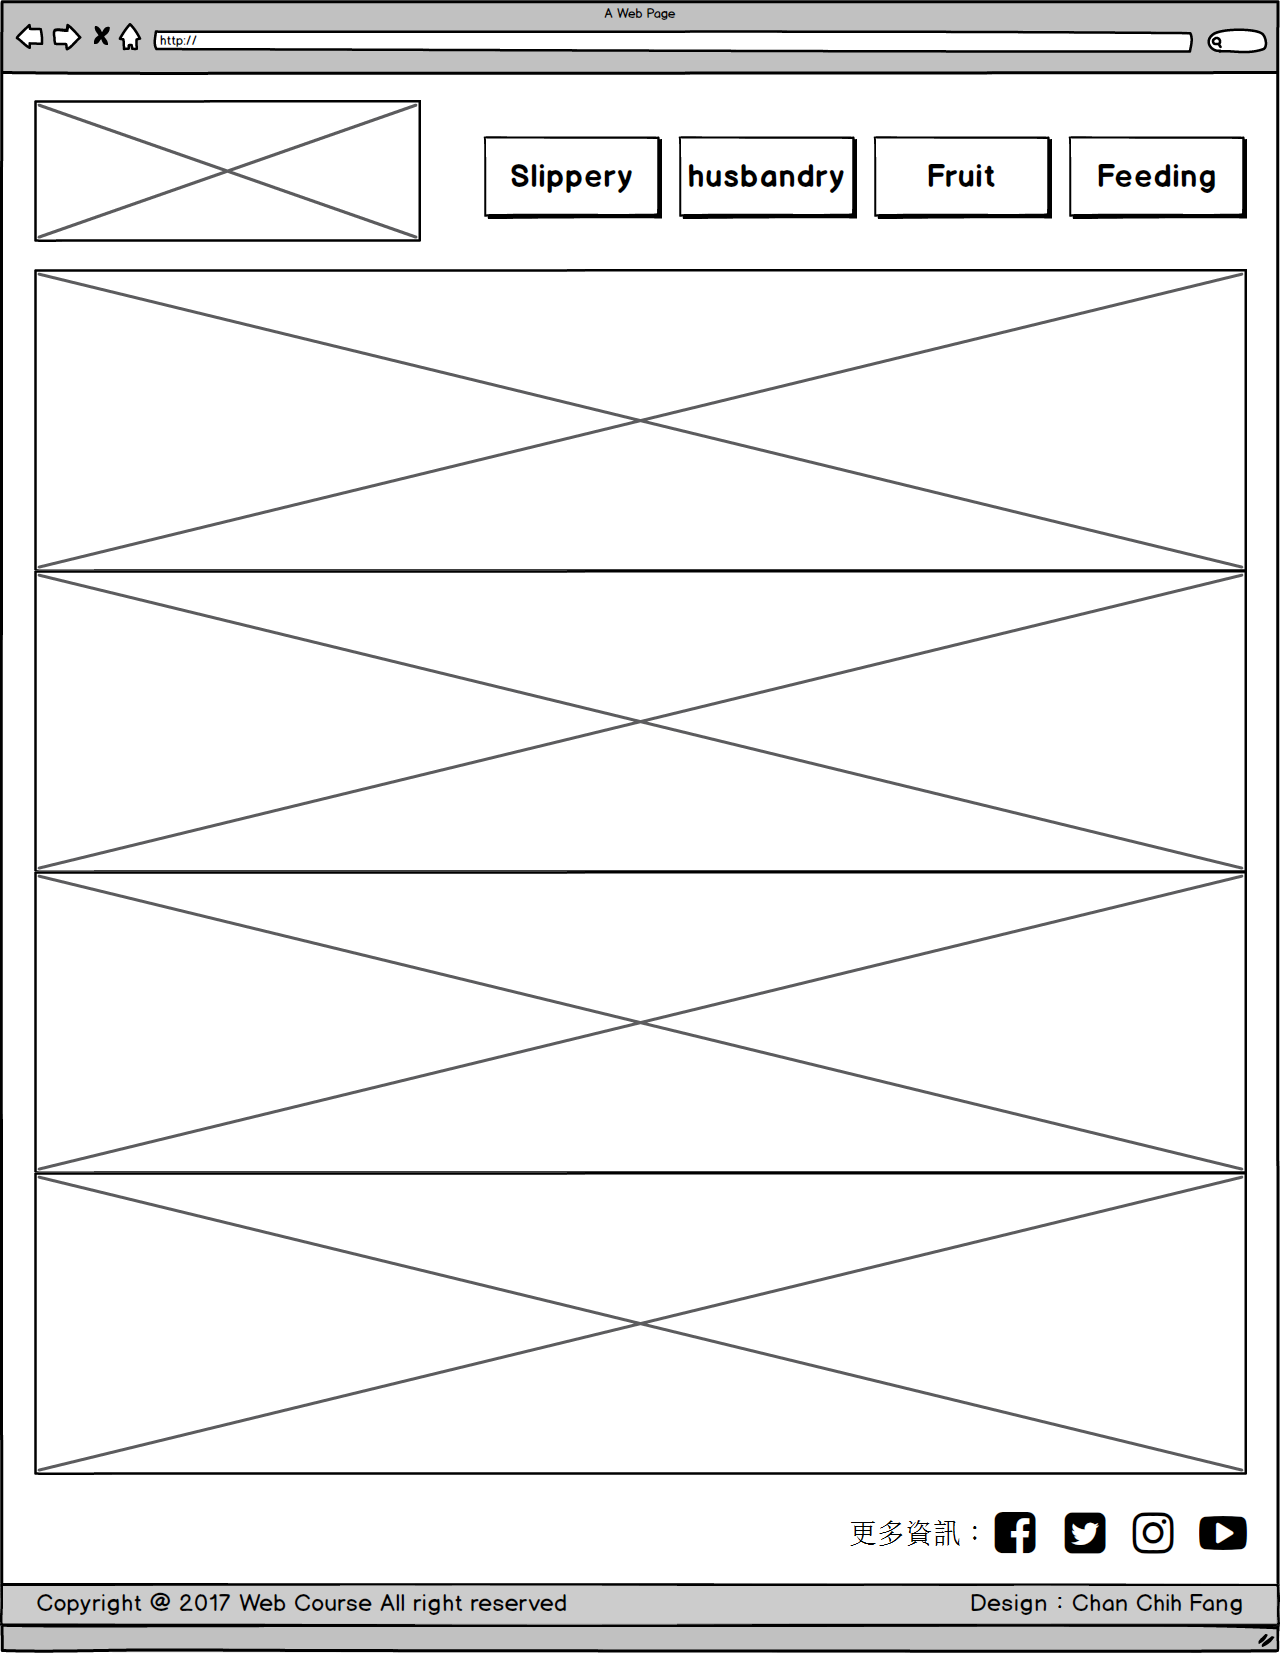 A Web Page
http://
Slippery
husbandry
Fruit
Feeding
更多資訊：
Copyright @ 2017 Web Course All right reserved
Design：Chan Chih Fang